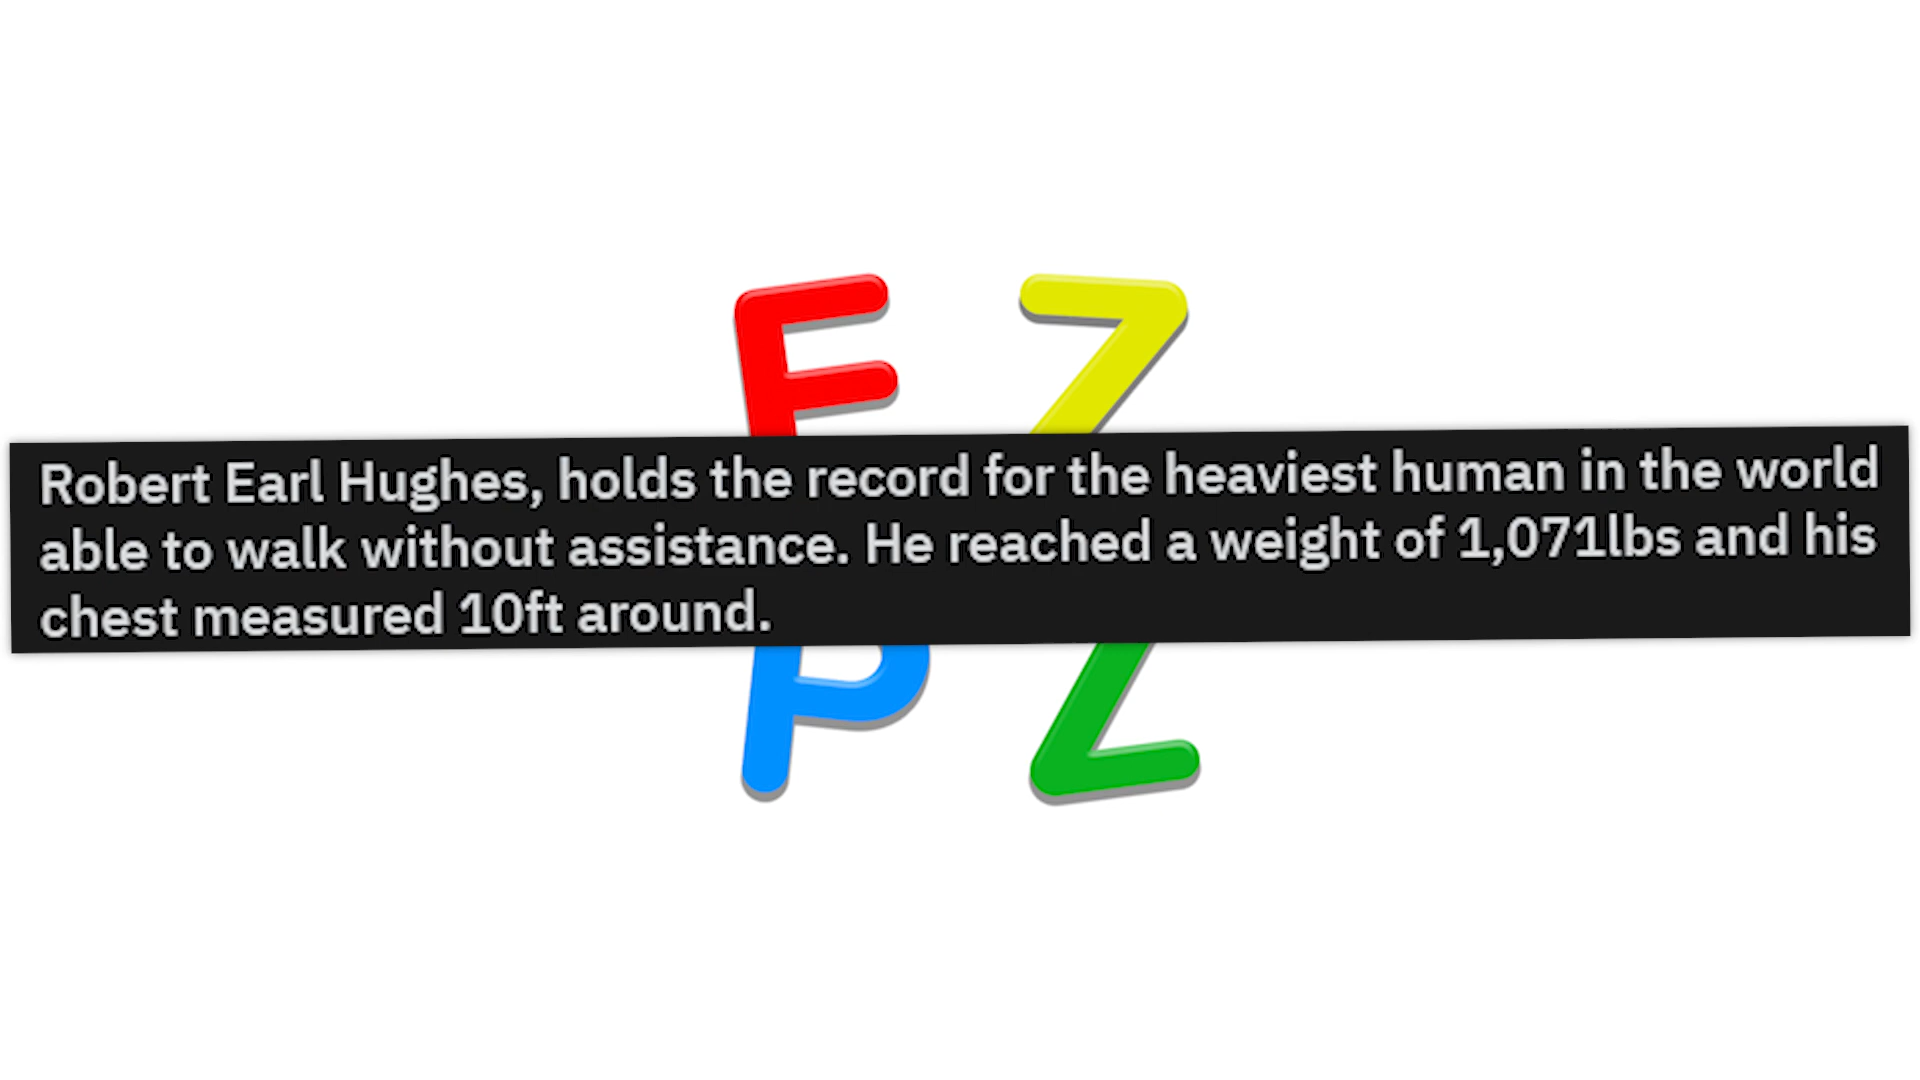 F Z
Robert Earl Hughes, holds the record for the heaviest human in the world
able to walk without assistance. He reached a weight of 1,071lbs and his
chest measured 10ft around.
P Z